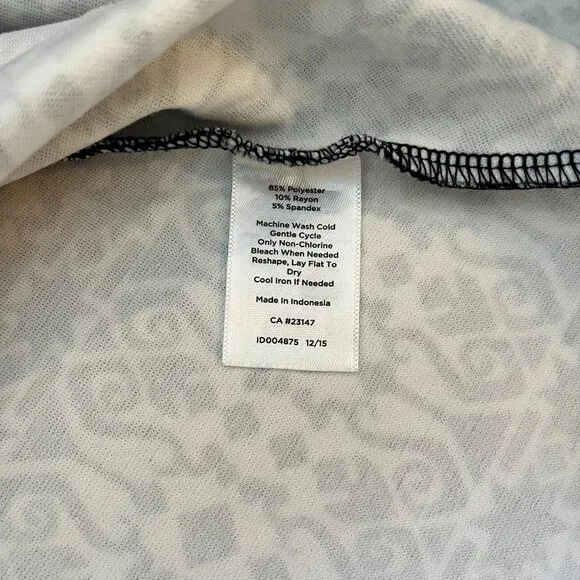 85% Polyester
10% Rayon
5% Spandex
Machine Wash Cold
Gentle Cycle
Only Non-Chlorine
Bleach When Needed
Reshape, Lay Flat To
Dry
Cool Iron If Needed
Made in Indonesia
CA #23147
ID004875 12/15